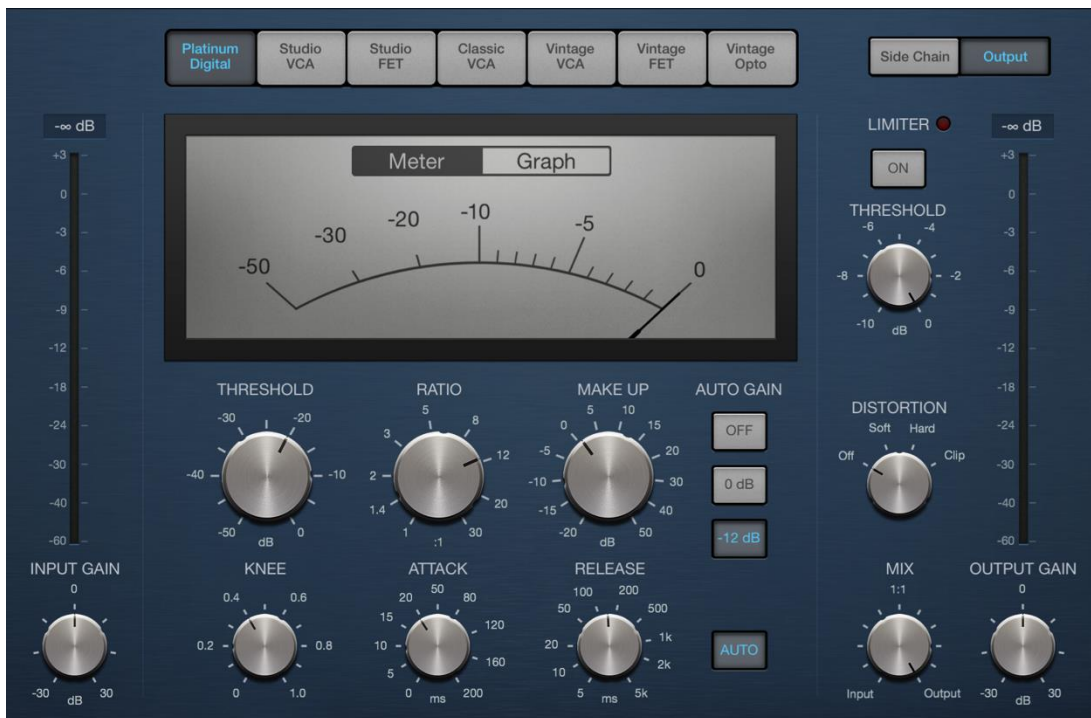 Platinum
Digital
Studio
VCA
Studio
FET
Classic
VCA
Vintage
VCA
Vintage
FET
Vintage
Opto
Side Chain
Output
-∞ dB
+3
0
-3
-6
-9
-12
-18
-24
-30
-40
-60
INPUT GAIN
0
-30
30
dB
Meter
Graph
-50
-30
-20
-10
-5
0
THRESHOLD
-30
-20
-40
-10
-50
0
dB
RATIO
5
3
8
2
12
1.4
20
1
30
:1
MAKE UP
5
10
0
15
-5
20
-10
30
-15
40
-20
50
dB
AUTO GAIN
OFF
0 dB
-12 dB
KNEE
0.4
0.6
0.2
0.8
0
1.0
ATTACK
50
20
80
15
120
10
160
5
0
200
ms
RELEASE
100
200
50
500
20
1k
10
2k
5
5k
ms
AUTO
LIMITER
ON
THRESHOLD
-6
-4
-8
-2
-10
0
dB
DISTORTION
Soft
Hard
Off
Clip
MIX
1:1
Input
Output
-∞ dB
+3
0
-3
-6
-9
-12
-18
-24
-30
-40
-60
OUTPUT GAIN
0
-30
30
dB